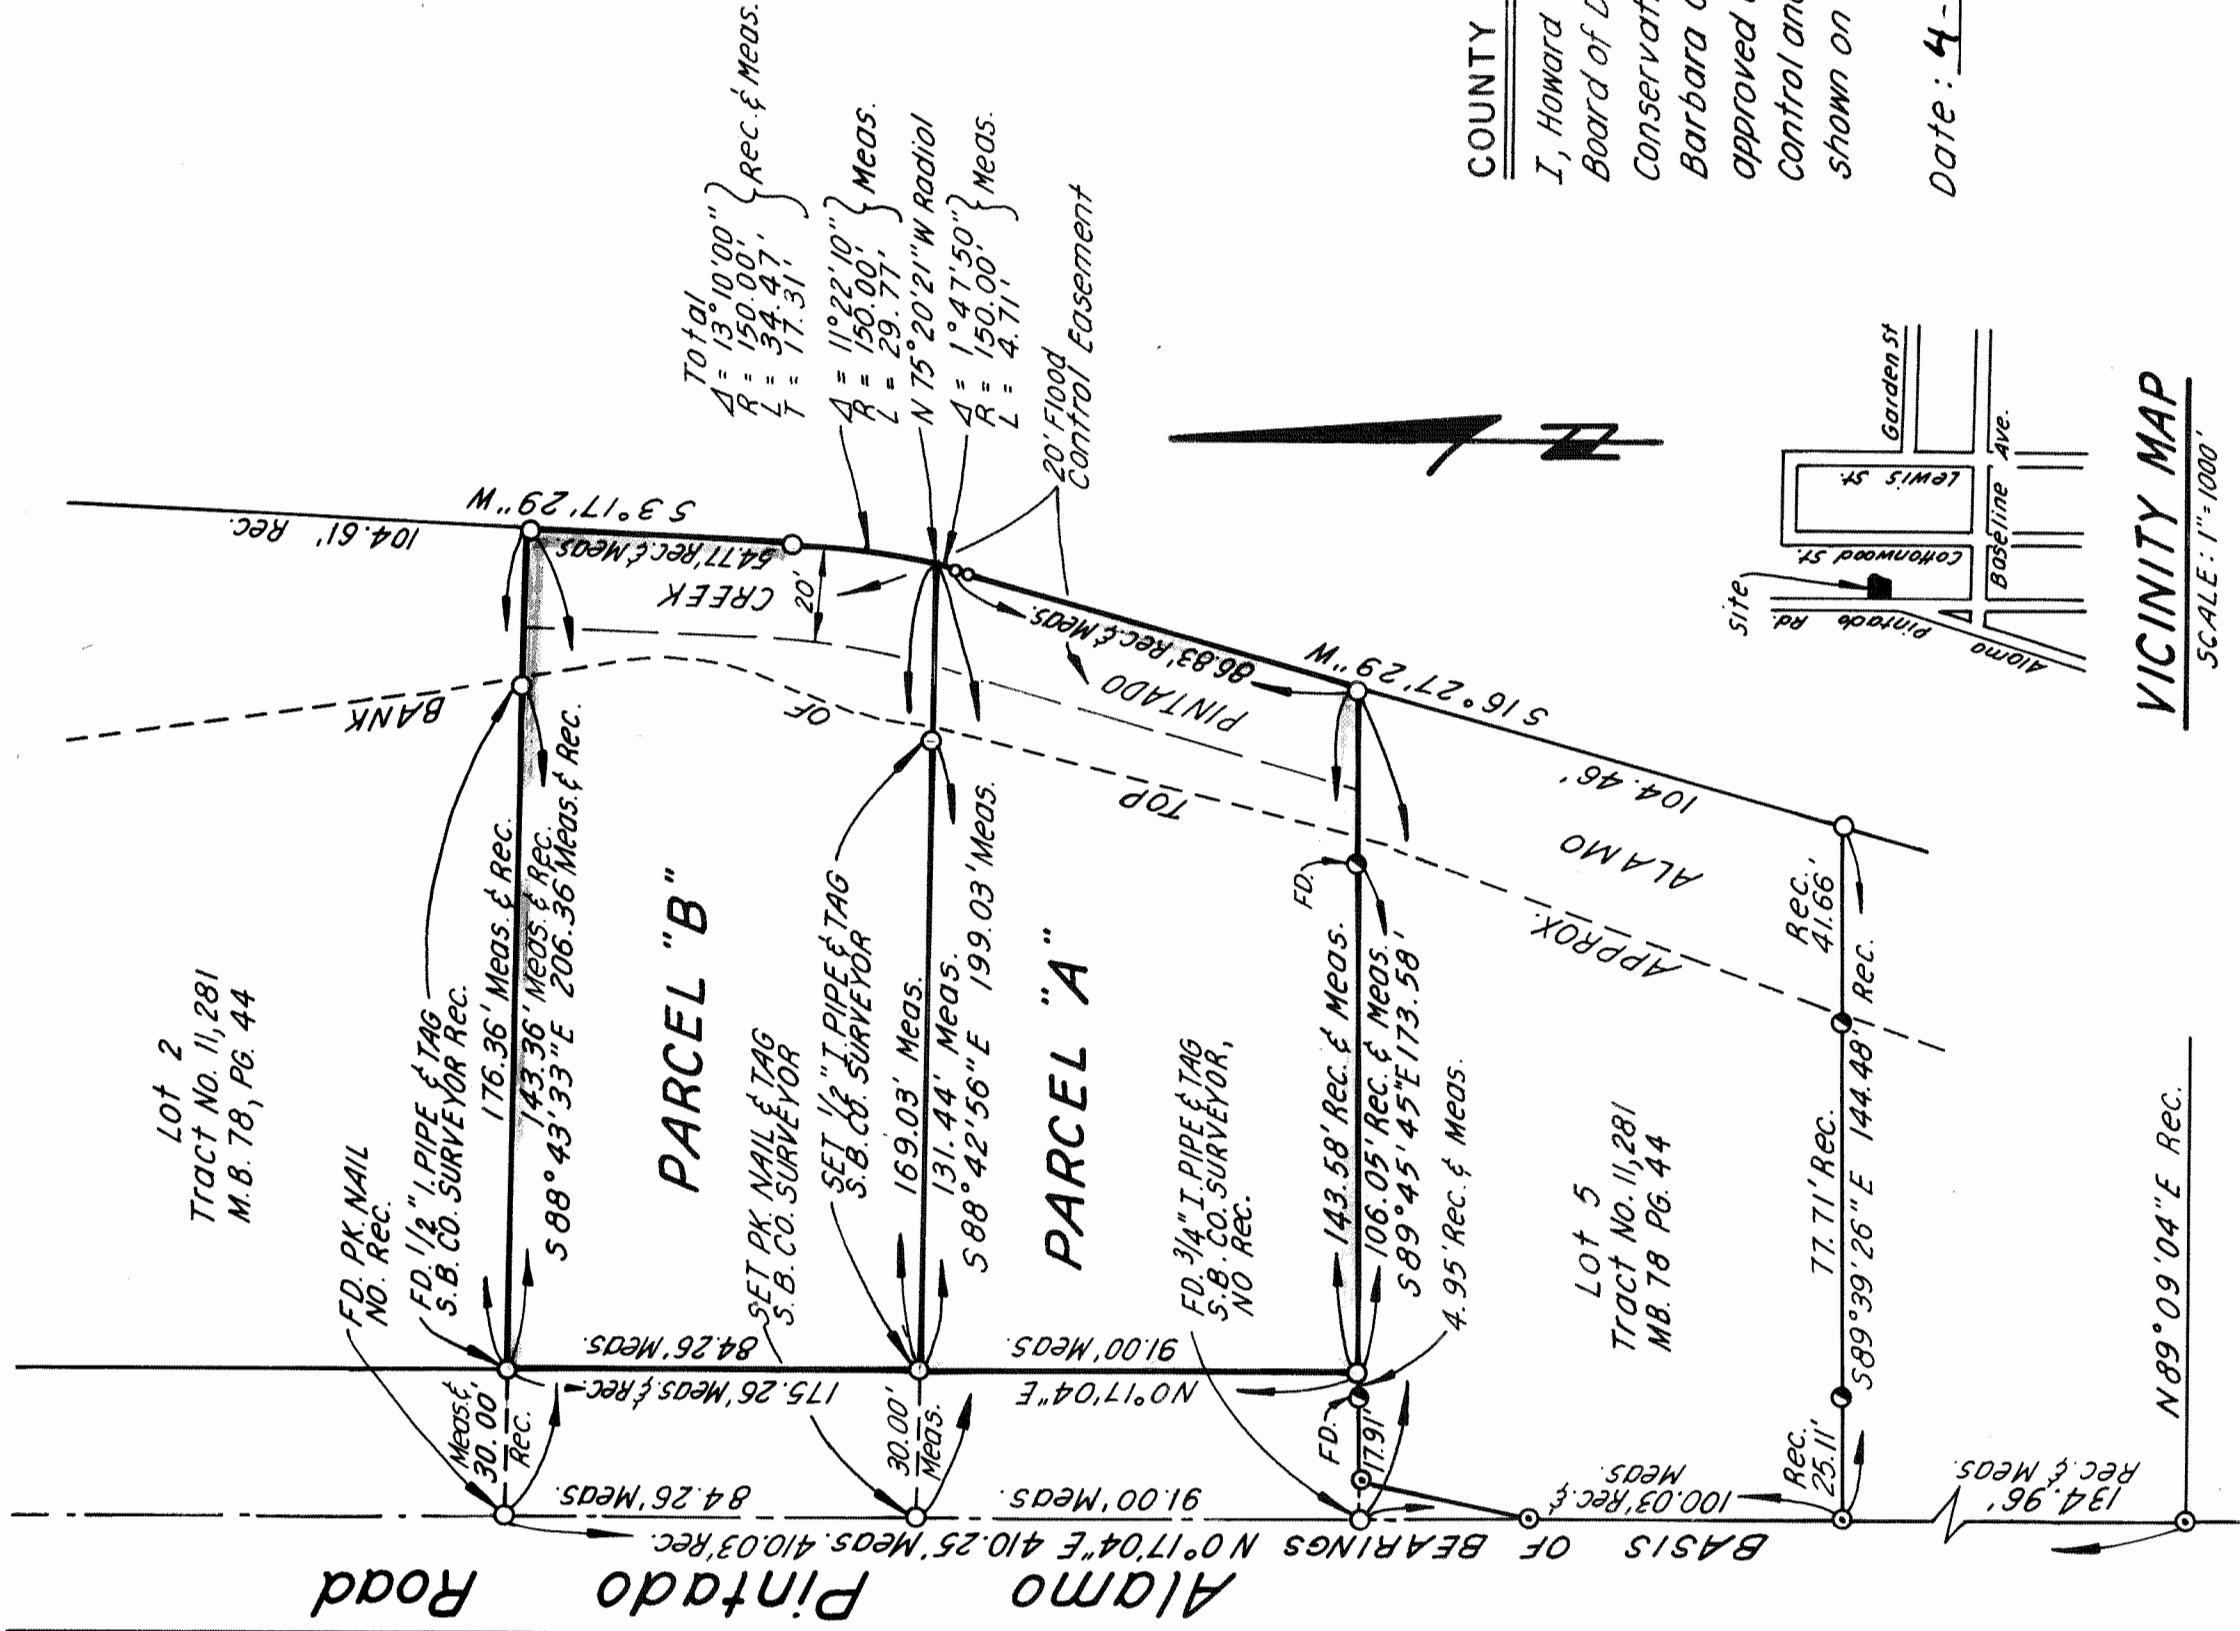 Lot 2
Tract No. 11,281
M.B. 78, PG. 44
FD. PK. NAIL
NO. Rec.
FD. 1/2" I. PIPE & TAG
S.B. CO. SURVEYOR Rec.
176.36' Meas. & Rec.
143.36' Meas. & Rec.
S88°43'33"E 206.36' Meas. & Rec.
PARCEL "B"
SET PK. NAIL & TAG
S.B. CO. SURVEYOR
SET 1/2" I. PIPE & TAG
S.B. CO. SURVEYOR
169.03' Meas.
131.44' Meas.
S88°42'56"E 199.03' Meas.
PARCEL "A"
FD. 3/4" I. PIPE & TAG
S.B. CO. SURVEYOR,
NO Rec.
143.58' Rec. & Meas.
106.05' Rec. & Meas.
S89°45'45"E 173.58'
4.95' Rec. & Meas.
FD.
FD.
17.91'
Lot 5
Tract No. 11,281
MB. 78 PG. 44
77.71' Rec.
S89°39'26"E 144.48' Rec.
Rec.
41.66'
Rec.
25.11'
N89°09'04"E Rec.
Meas. &
30.00'
Rec.
30.00'
Meas.
84.26' Meas.
175.26' Meas. & Rec.
91.00' Meas.
N0°17'04"E
84.26' Meas.
91.00' Meas.
100.03' Rec. &
Meas.
134.96'
Rec. & Meas.
BASIS OF BEARINGS N0°17'04"E 410.25' Meas. 410.03' Rec.
Alamo Pintado Road
104.61' Rec.
S3°17'29"W
54.77' Rec. & Meas.
20'
86.83' Rec. & Meas.
S16°27'29"W
104.46'
APPROX. TOP OF BANK
ALAMO PINTADO CREEK
Total
Δ = 13°10'00"
R = 150.00'
L = 34.47'
T = 17.31'
Rec. & Meas.
Δ = 11°22'10"
R = 150.00'
L = 29.77'
Meas.
N75°20'21"W Radial
Δ = 1°47'50"
R = 150.00'
L = 4.71'
Meas.
20' Flood
Control Easement
N
COUNTY
I, Howard
Board of D
Conservat
Barbara C
approved
control and
shown on
Date: 4-
Site
Alamo Pintado Rd.
Cottonwood St.
Lewis St.
Garden St
Baseline Ave.
VICINITY MAP
SCALE: 1"=1000'